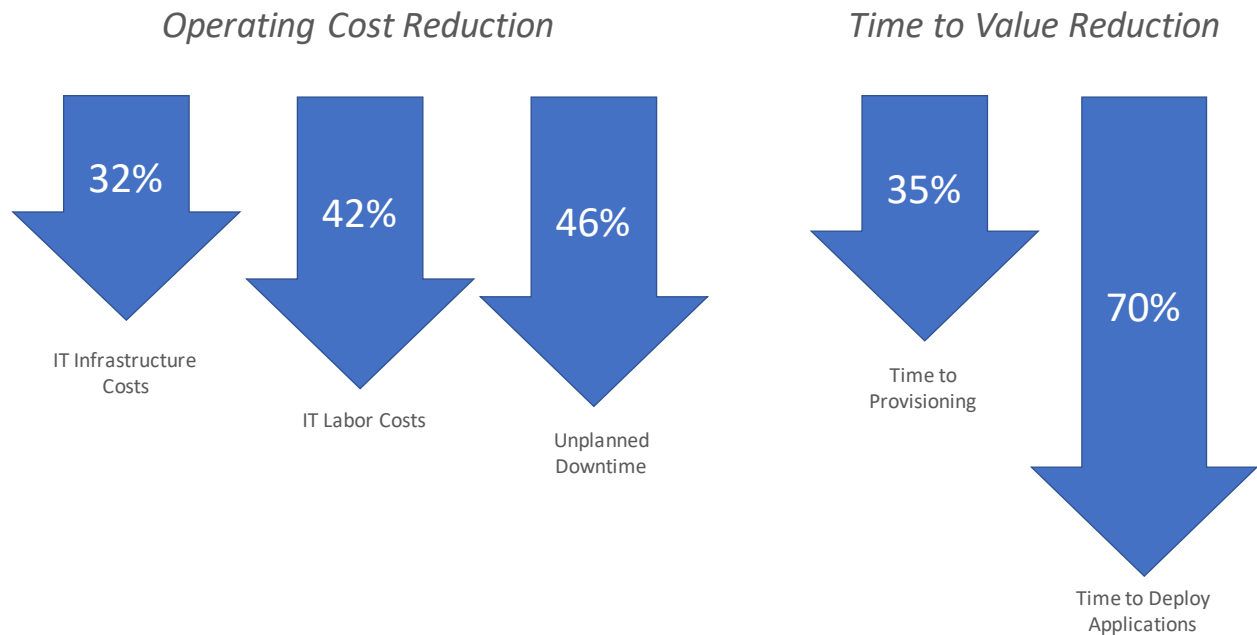 Operating Cost Reduction
Time to Value Reduction
32%
42%
46%
35%
70%
IT Infrastructure
Costs
IT Labor Costs
Unplanned
Downtime
Time to
Provisioning
Time to Deploy
Applications